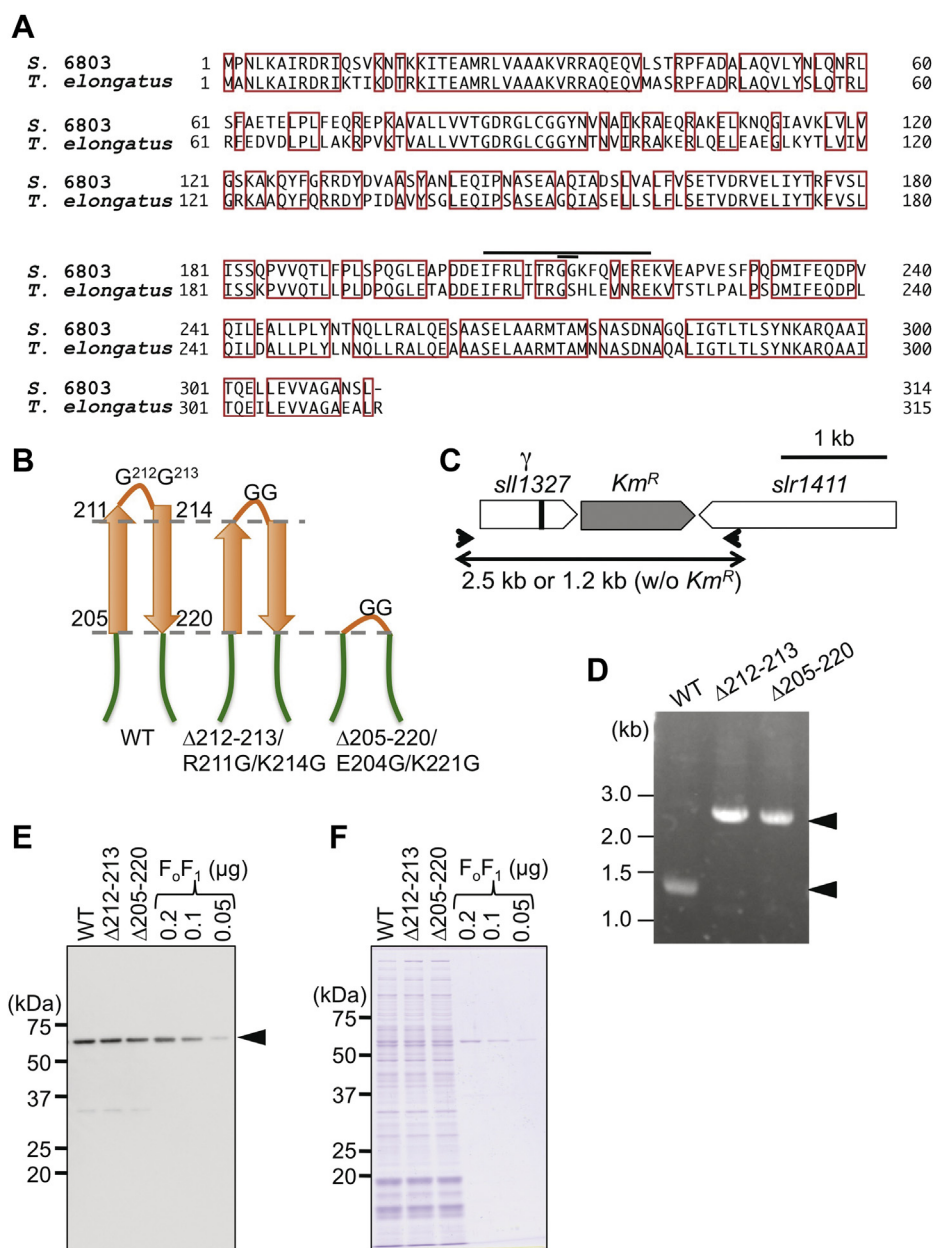 A
S. 6803 1 MPNLKAIRDRIQSVKNTKKITEAMRLVAAAKVRRAQEQVLSTRPFADALAQVLYNLQNRL 60
T. elongatus 1 MANLKAIRDRIKTIKDTRKITEAMRLVAAAKVRRAQEQVMASRPFADRLAQVLYSLQTRL 60
S. 6803 61 SFAETELPLFEQREPKAVALLVVTGDRGLCGGYNVNAIKRAEQRAKELKNQGIAVKLVLV 120
T. elongatus 61 RFEDVDLPLLAKRPVKTVALLVVTGDRGLCGGYNTNVIRRAKERLQELEAEGLKYTLVIV 120
S. 6803 121 GSKAKQYFGRRDYDVAASYANLEQIPNASEAAQIADSLVALFVSETVDRVELIYTRFVSL 180
T. elongatus 121 GRKAAQYFQRRDYPIDAVYSGLEQIPSASEAGQIASELLSLFLSETVDRVELIYTKFVSL 180
S. 6803 181 ISSQPVVQTLFPLSPQGLEAPDDEIFRLITRGGKFQVEREKVEAPVESFPQDMIFEQDPV 240
T. elongatus 181 ISSKPVVQTLLPLDPQGLETADDEIFRLTTRGSHLEVNREKVTSTLPALPSDMIFEQDPL 240
S. 6803 241 QILEALLPLYNTNQLLRALQESAASELAARMTAMSNASDNAGQLIGTLTLSYNKARQAAI 300
T. elongatus 241 QILDALLPLYLNNQLLRALQEAAASELAARMTAMNNASDNAQALIGTLTLSYNKARQAAI 300
S. 6803 301 TQELLEVVAGANSL- 314
T. elongatus 301 TQEILEVVAGAEALR 315
B
G²¹²G²¹³
GG
211
214
205
220
GG
WT
Δ212-213/
R211G/K214G
Δ205-220/
E204G/K221G
C
1 kb
γ
sll1327
Kmᴿ
slr1411
2.5 kb or 1.2 kb (w/o Kmᴿ)
D
WT
Δ212-213
Δ205-220
(kb)
3.0
2.0
1.5
1.0
E
WT
Δ212-213
Δ205-220
FₒF₁ (μg)
0.2
0.1
0.05
(kDa)
75
50
37
25
20
F
WT
Δ212-213
Δ205-220
FₒF₁ (μg)
0.2
0.1
0.05
(kDa)
75
50
37
25
20